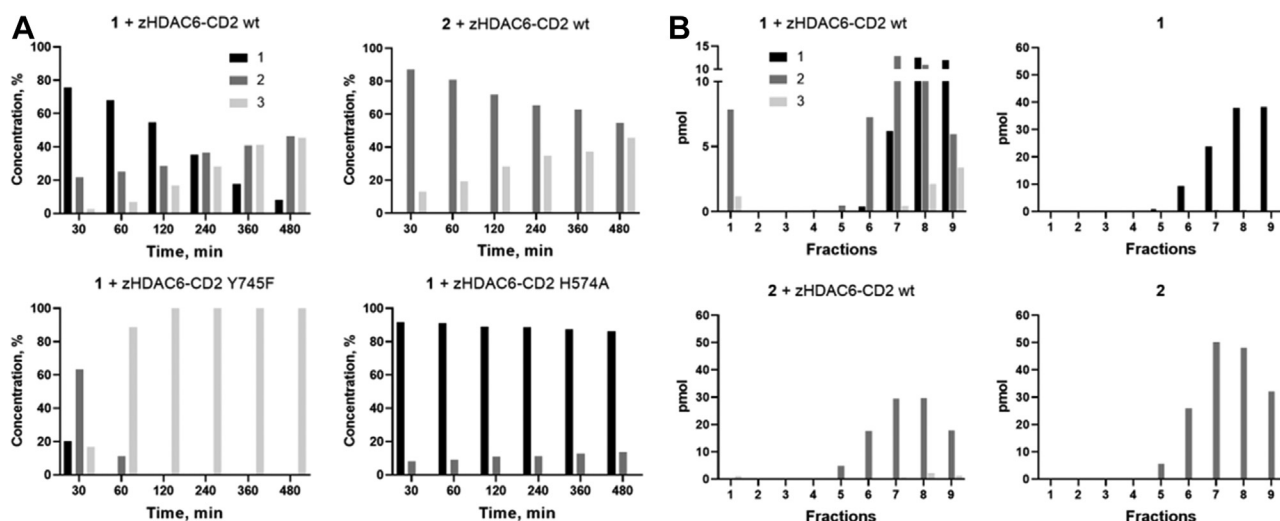 A
1 + zHDAC6-CD2 wt
Concentration, %
100
80
60
40
20
0
1
2
3
30 60 120 240 360 480
Time, min
2 + zHDAC6-CD2 wt
Concentration, %
100
80
60
40
20
0
30 60 120 240 360 480
Time, min
1 + zHDAC6-CD2 Y745F
Concentration, %
100
80
60
40
20
0
30 60 120 240 360 480
Time, min
1 + zHDAC6-CD2 H574A
Concentration, %
100
80
60
40
20
0
30 60 120 240 360 480
Time, min
B
1 + zHDAC6-CD2 wt
pmol
15
10
10
5
0
1
2
3
1 2 3 4 5 6 7 8 9
Fractions
1
pmol
60
50
40
30
20
10
0
1 2 3 4 5 6 7 8 9
Fractions
2 + zHDAC6-CD2 wt
pmol
60
50
40
30
20
10
0
1 2 3 4 5 6 7 8 9
Fractions
2
pmol
60
50
40
30
20
10
0
1 2 3 4 5 6 7 8 9
Fractions